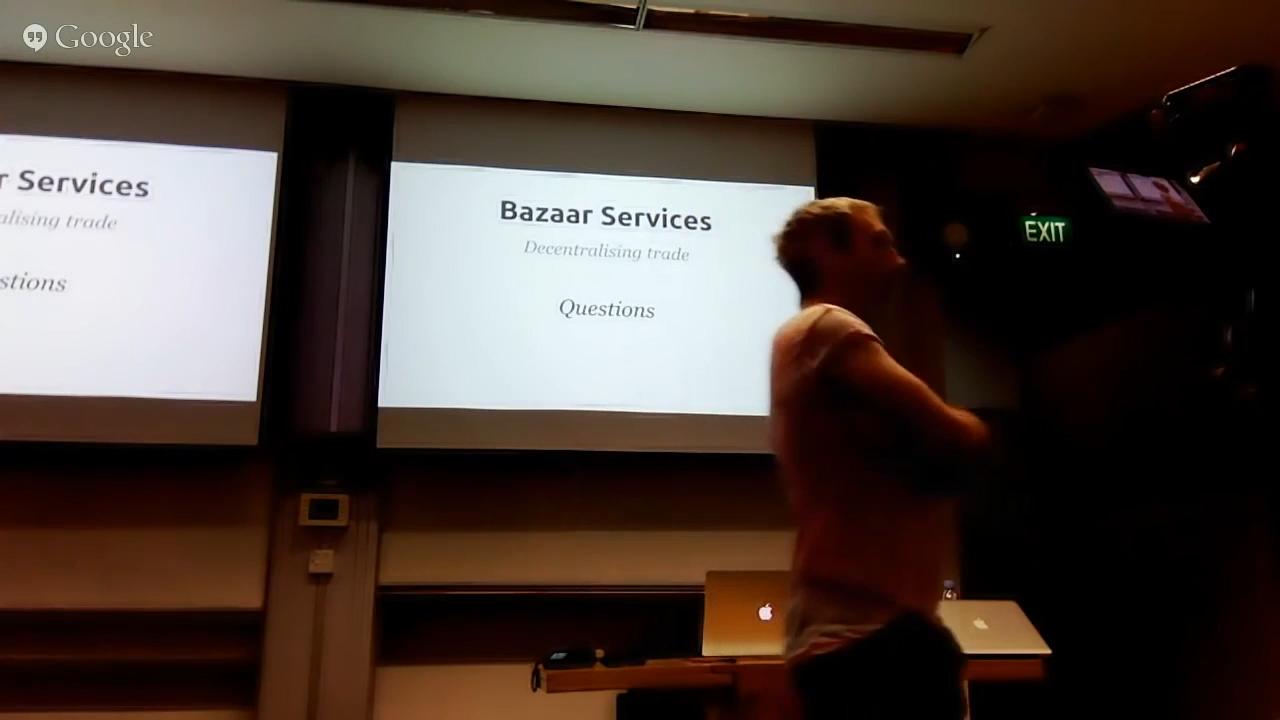 Google
r Services
alising trade
stions
Bazaar Services
Decentralising trade
Questions
EXIT